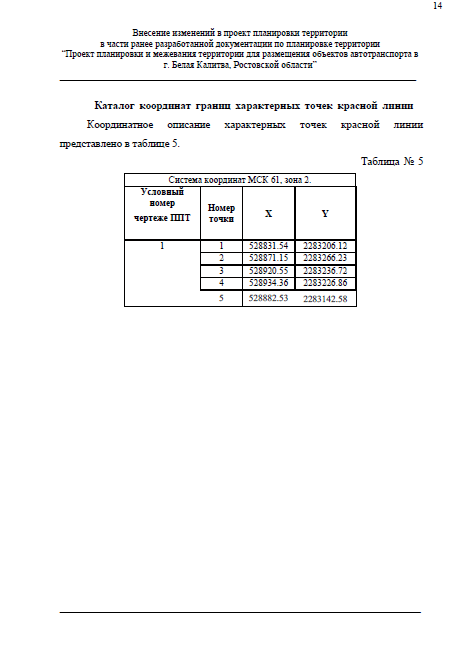 14
Внесение изменений в проект планировки территории
в части ранее разработанной документации по планировке территории
“Проект планировки и межевания территории для размещения объектов автотранспорта в
г. Белая Калитва, Ростовской области”
Каталог координат границ характерных точек красной линии
Координатное описание характерных точек красной линии
представлено в таблице 5.
Таблица № 5
Система координат МСК 61, зона 2.
Условный номер чертеже ППТ Номер точки X Y
1 1 528831.54 2283206.12
2 528871.15 2283266.23
3 528920.55 2283236.72
4 528934.36 2283226.86
5 528882.53 2283142.58